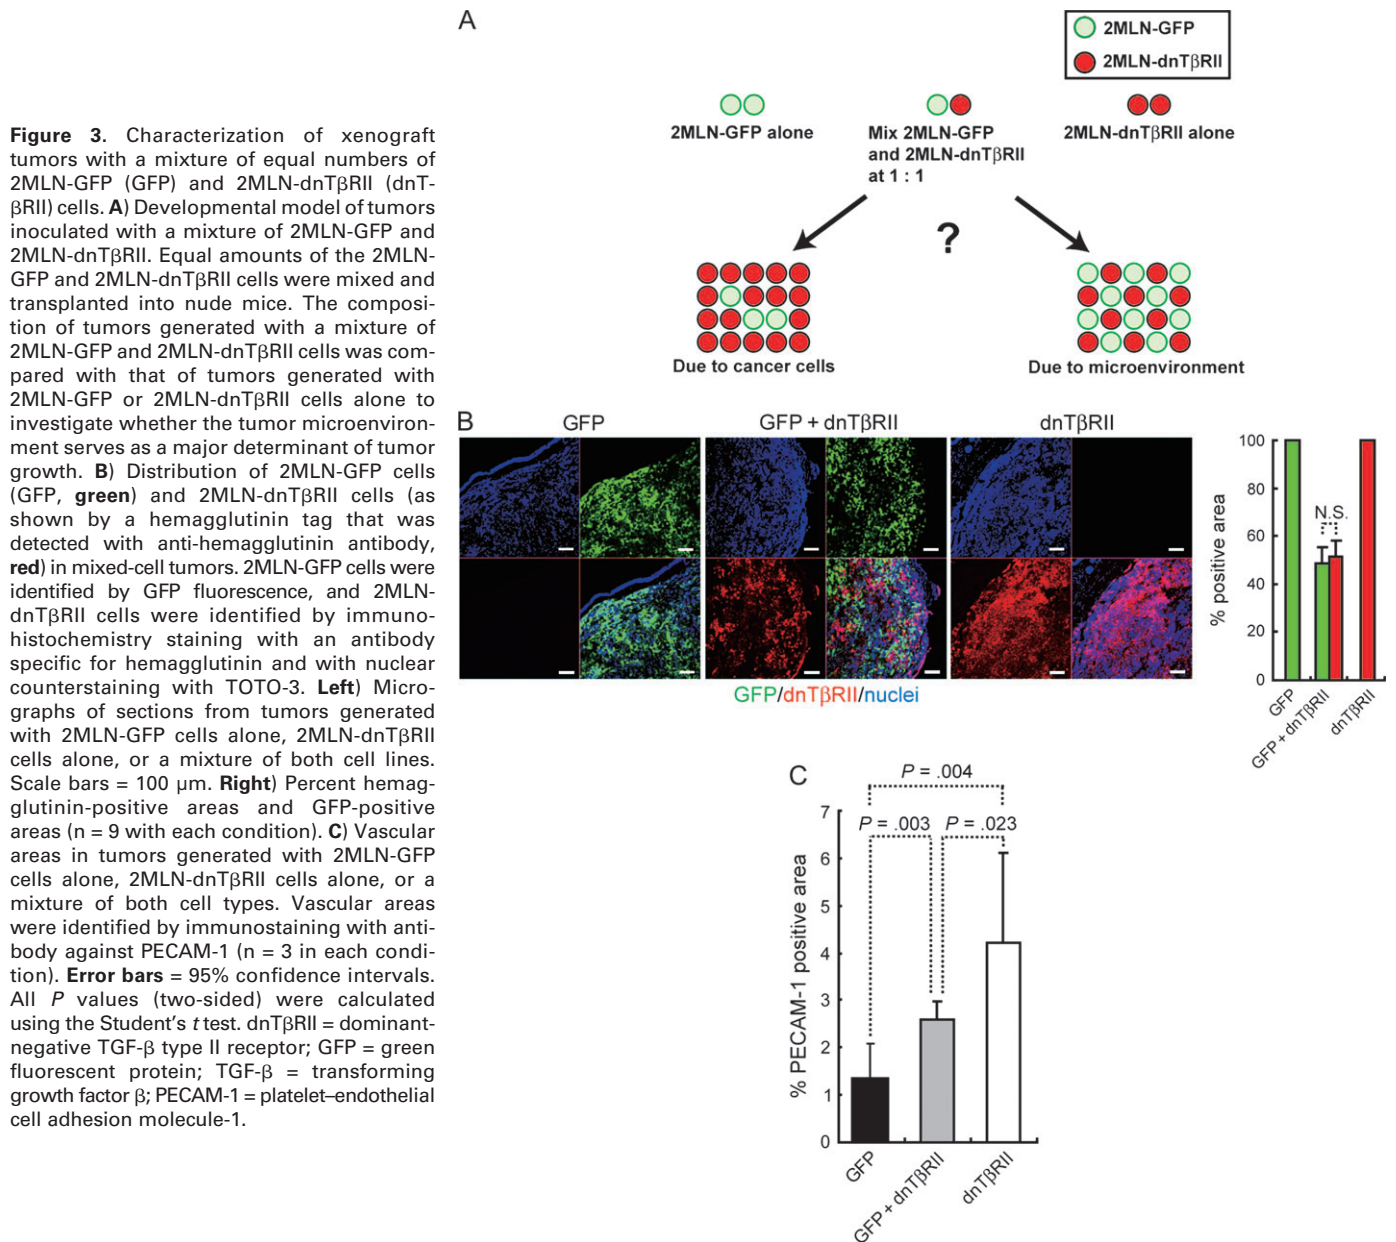 Figure 3. Characterization of xenograft
tumors with a mixture of equal numbers of
2MLN-GFP (GFP) and 2MLN-dnTβRII (dnT-
βRII) cells. A) Developmental model of tumors
inoculated with a mixture of 2MLN-GFP and
2MLN-dnTβRII. Equal amounts of the 2MLN-
GFP and 2MLN-dnTβRII cells were mixed and
transplanted into nude mice. The composi-
tion of tumors generated with a mixture of
2MLN-GFP and 2MLN-dnTβRII cells was com-
pared with that of tumors generated with
2MLN-GFP or 2MLN-dnTβRII cells alone to
investigate whether the tumor microenviron-
ment serves as a major determinant of tumor
growth. B) Distribution of 2MLN-GFP cells
(GFP, green) and 2MLN-dnTβRII cells (as
shown by a hemagglutinin tag that was
detected with anti-hemagglutinin antibody,
red) in mixed-cell tumors. 2MLN-GFP cells were
identified by GFP fluorescence, and 2MLN-
dnTβRII cells were identified by immuno-
histochemistry staining with an antibody
specific for hemagglutinin and with nuclear
counterstaining with TOTO-3. Left) Micro-
graphs of sections from tumors generated
with 2MLN-GFP cells alone, 2MLN-dnTβRII
cells alone, or a mixture of both cell lines.
Scale bars = 100 μm. Right) Percent hemag-
glutinin-positive areas and GFP-positive
areas (n = 9 with each condition). C) Vascular
areas in tumors generated with 2MLN-GFP
cells alone, 2MLN-dnTβRII cells alone, or a
mixture of both cell types. Vascular areas
were identified by immunostaining with anti-
body against PECAM-1 (n = 3 in each condi-
tion). Error bars = 95% confidence intervals.
All P values (two-sided) were calculated
using the Student's t test. dnTβRII = dominant-
negative TGF-β type II receptor; GFP = green
fluorescent protein; TGF-β = transforming
growth factor β; PECAM-1 = platelet–endothelial
cell adhesion molecule-1.
A
2MLN-GFP
2MLN-dnTβRII
2MLN-GFP alone
Mix 2MLN-GFP
and 2MLN-dnTβRII
at 1 : 1
2MLN-dnTβRII alone
?
Due to cancer cells
Due to microenvironment
B
GFP
GFP + dnTβRII
dnTβRII
GFP/dnTβRII/nuclei
% positive area
100
80
60
40
20
0
N.S.
GFP
GFP + dnTβRII
dnTβRII
C
P = .004
P = .003
P = .023
% PECAM-1 positive area
7
6
5
4
3
2
1
0
GFP
GFP + dnTβRII
dnTβRII